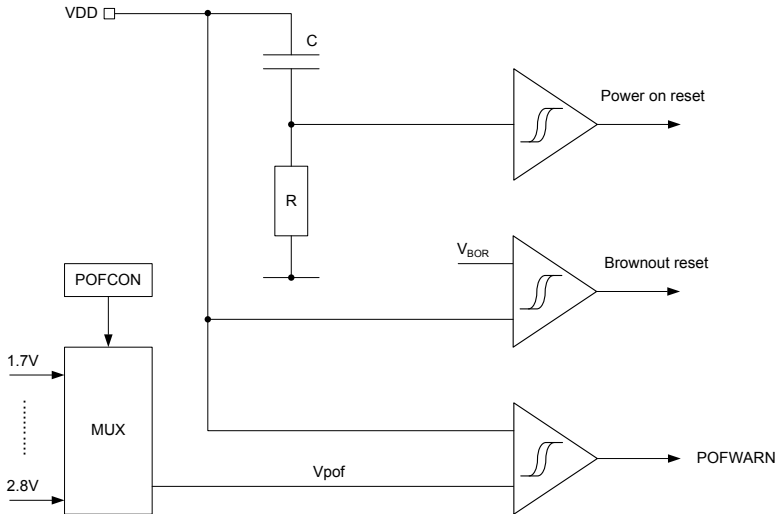 VDD
C
Power on reset
R
VBOR
Brownout reset
POFCON
1.7V
MUX
2.8V
Vpof
POFWARN